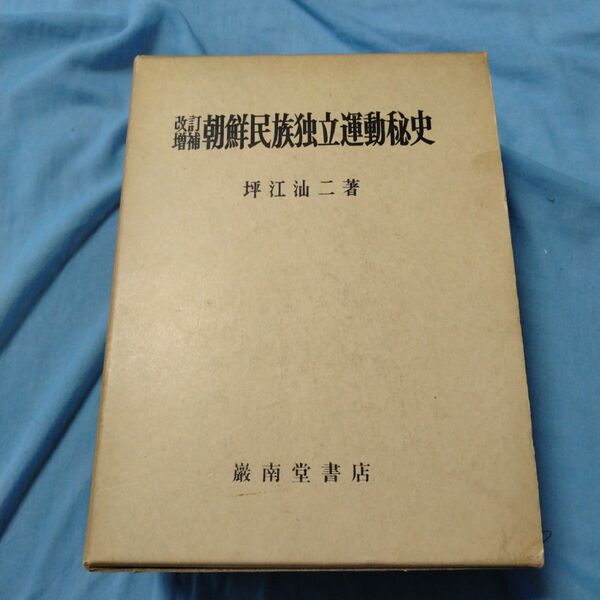 改訂増補 朝鮮民族独立運動秘史
坪江汕二著
巌南堂書店